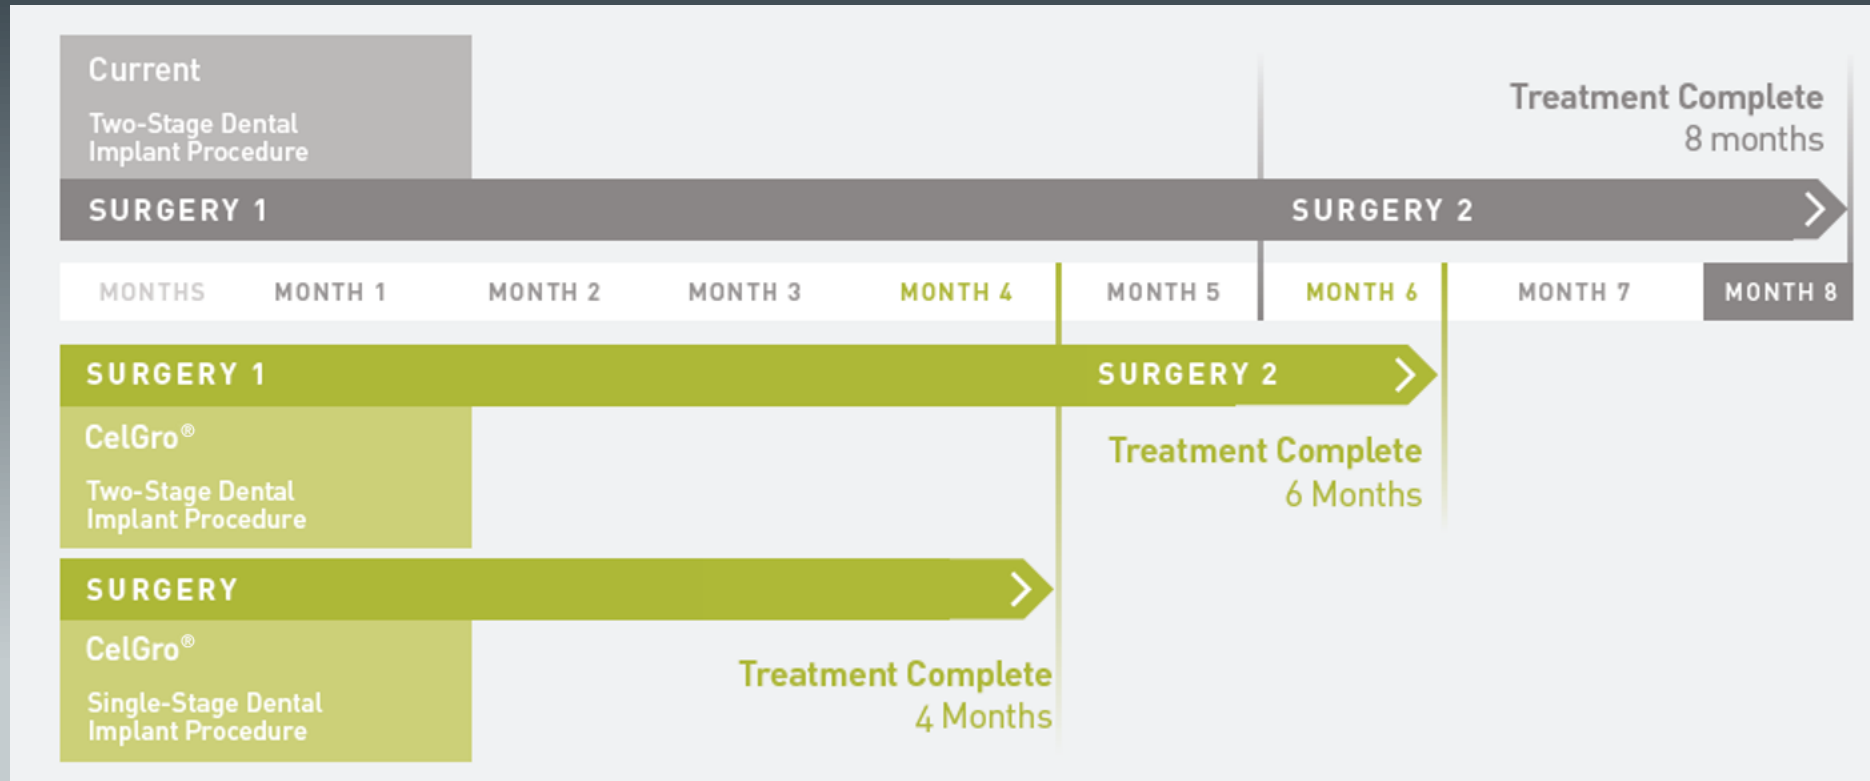 Current
Two-Stage Dental
Implant Procedure
Treatment Complete
8 months
SURGERY 1
SURGERY 2
MONTHS
MONTH 1
MONTH 2
MONTH 3
MONTH 4
MONTH 5
MONTH 6
MONTH 7
MONTH 8
SURGERY 1
SURGERY 2
CelGro®
Two-Stage Dental
Implant Procedure
Treatment Complete
6 Months
SURGERY
CelGro®
Single-Stage Dental
Implant Procedure
Treatment Complete
4 Months